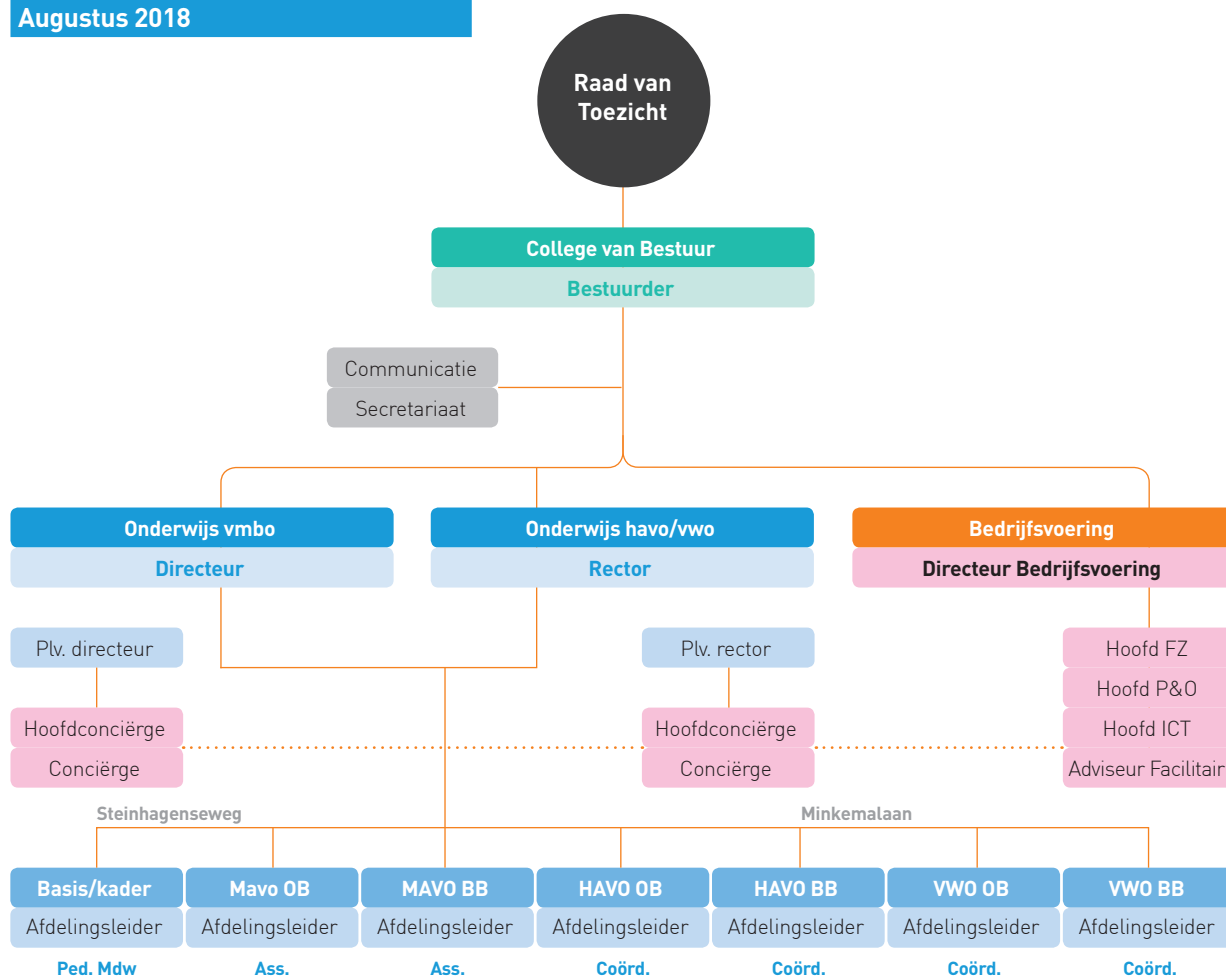 Augustus 2018
Raad van
Toezicht
College van Bestuur
Bestuurder
Communicatie
Secretariaat
Onderwijs vmbo
Directeur
Onderwijs havo/vwo
Rector
Bedrijfsvoering
Directeur Bedrijfsvoering
Plv. directeur
Hoofdconciërge
Conciërge
Plv. rector
Hoofdconciërge
Conciërge
Hoofd FZ
Hoofd P&O
Hoofd ICT
Adviseur Facilitair
Steinhagenseweg
Minkemalaan
Basis/kader
Afdelingsleider
Ped. Mdw
Mavo OB
Afdelingsleider
Ass.
MAVO BB
Afdelingsleider
Ass.
HAVO OB
Afdelingsleider
Coörd.
HAVO BB
Afdelingsleider
Coörd.
VWO OB
Afdelingsleider
Coörd.
VWO BB
Afdelingsleider
Coörd.